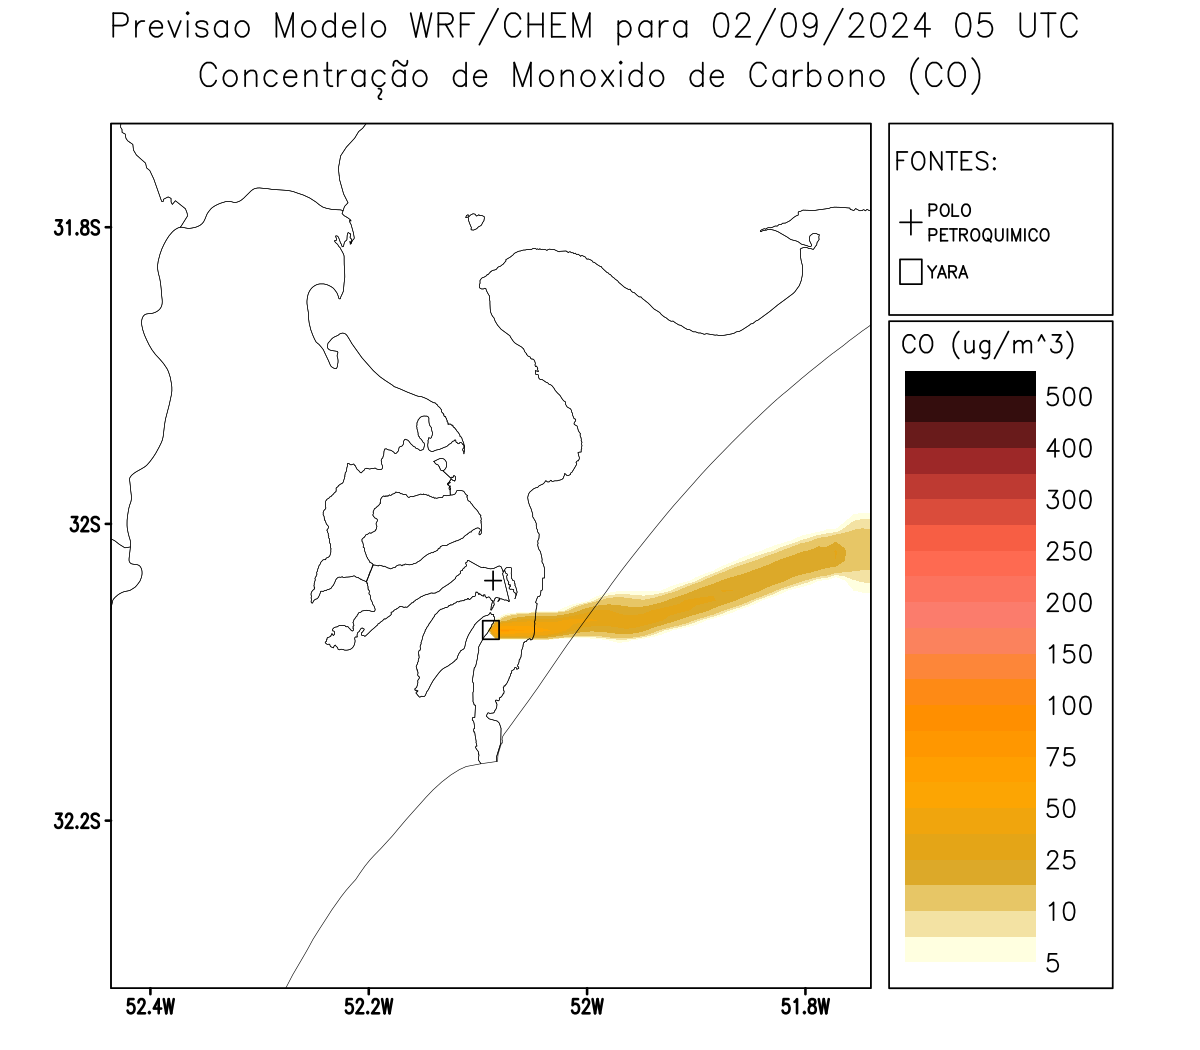 Previsao Modelo WRF/CHEM para 02/09/2024 05 UTC
Concentração de Monoxido de Carbono (CO)
FONTES:
POLO
PETROQUIMICO
YARA
31.8S
32S
32.2S
52.4W
52.2W
52W
51.8W
CO (ug/m^3)
500
400
300
250
200
150
100
75
50
25
10
5